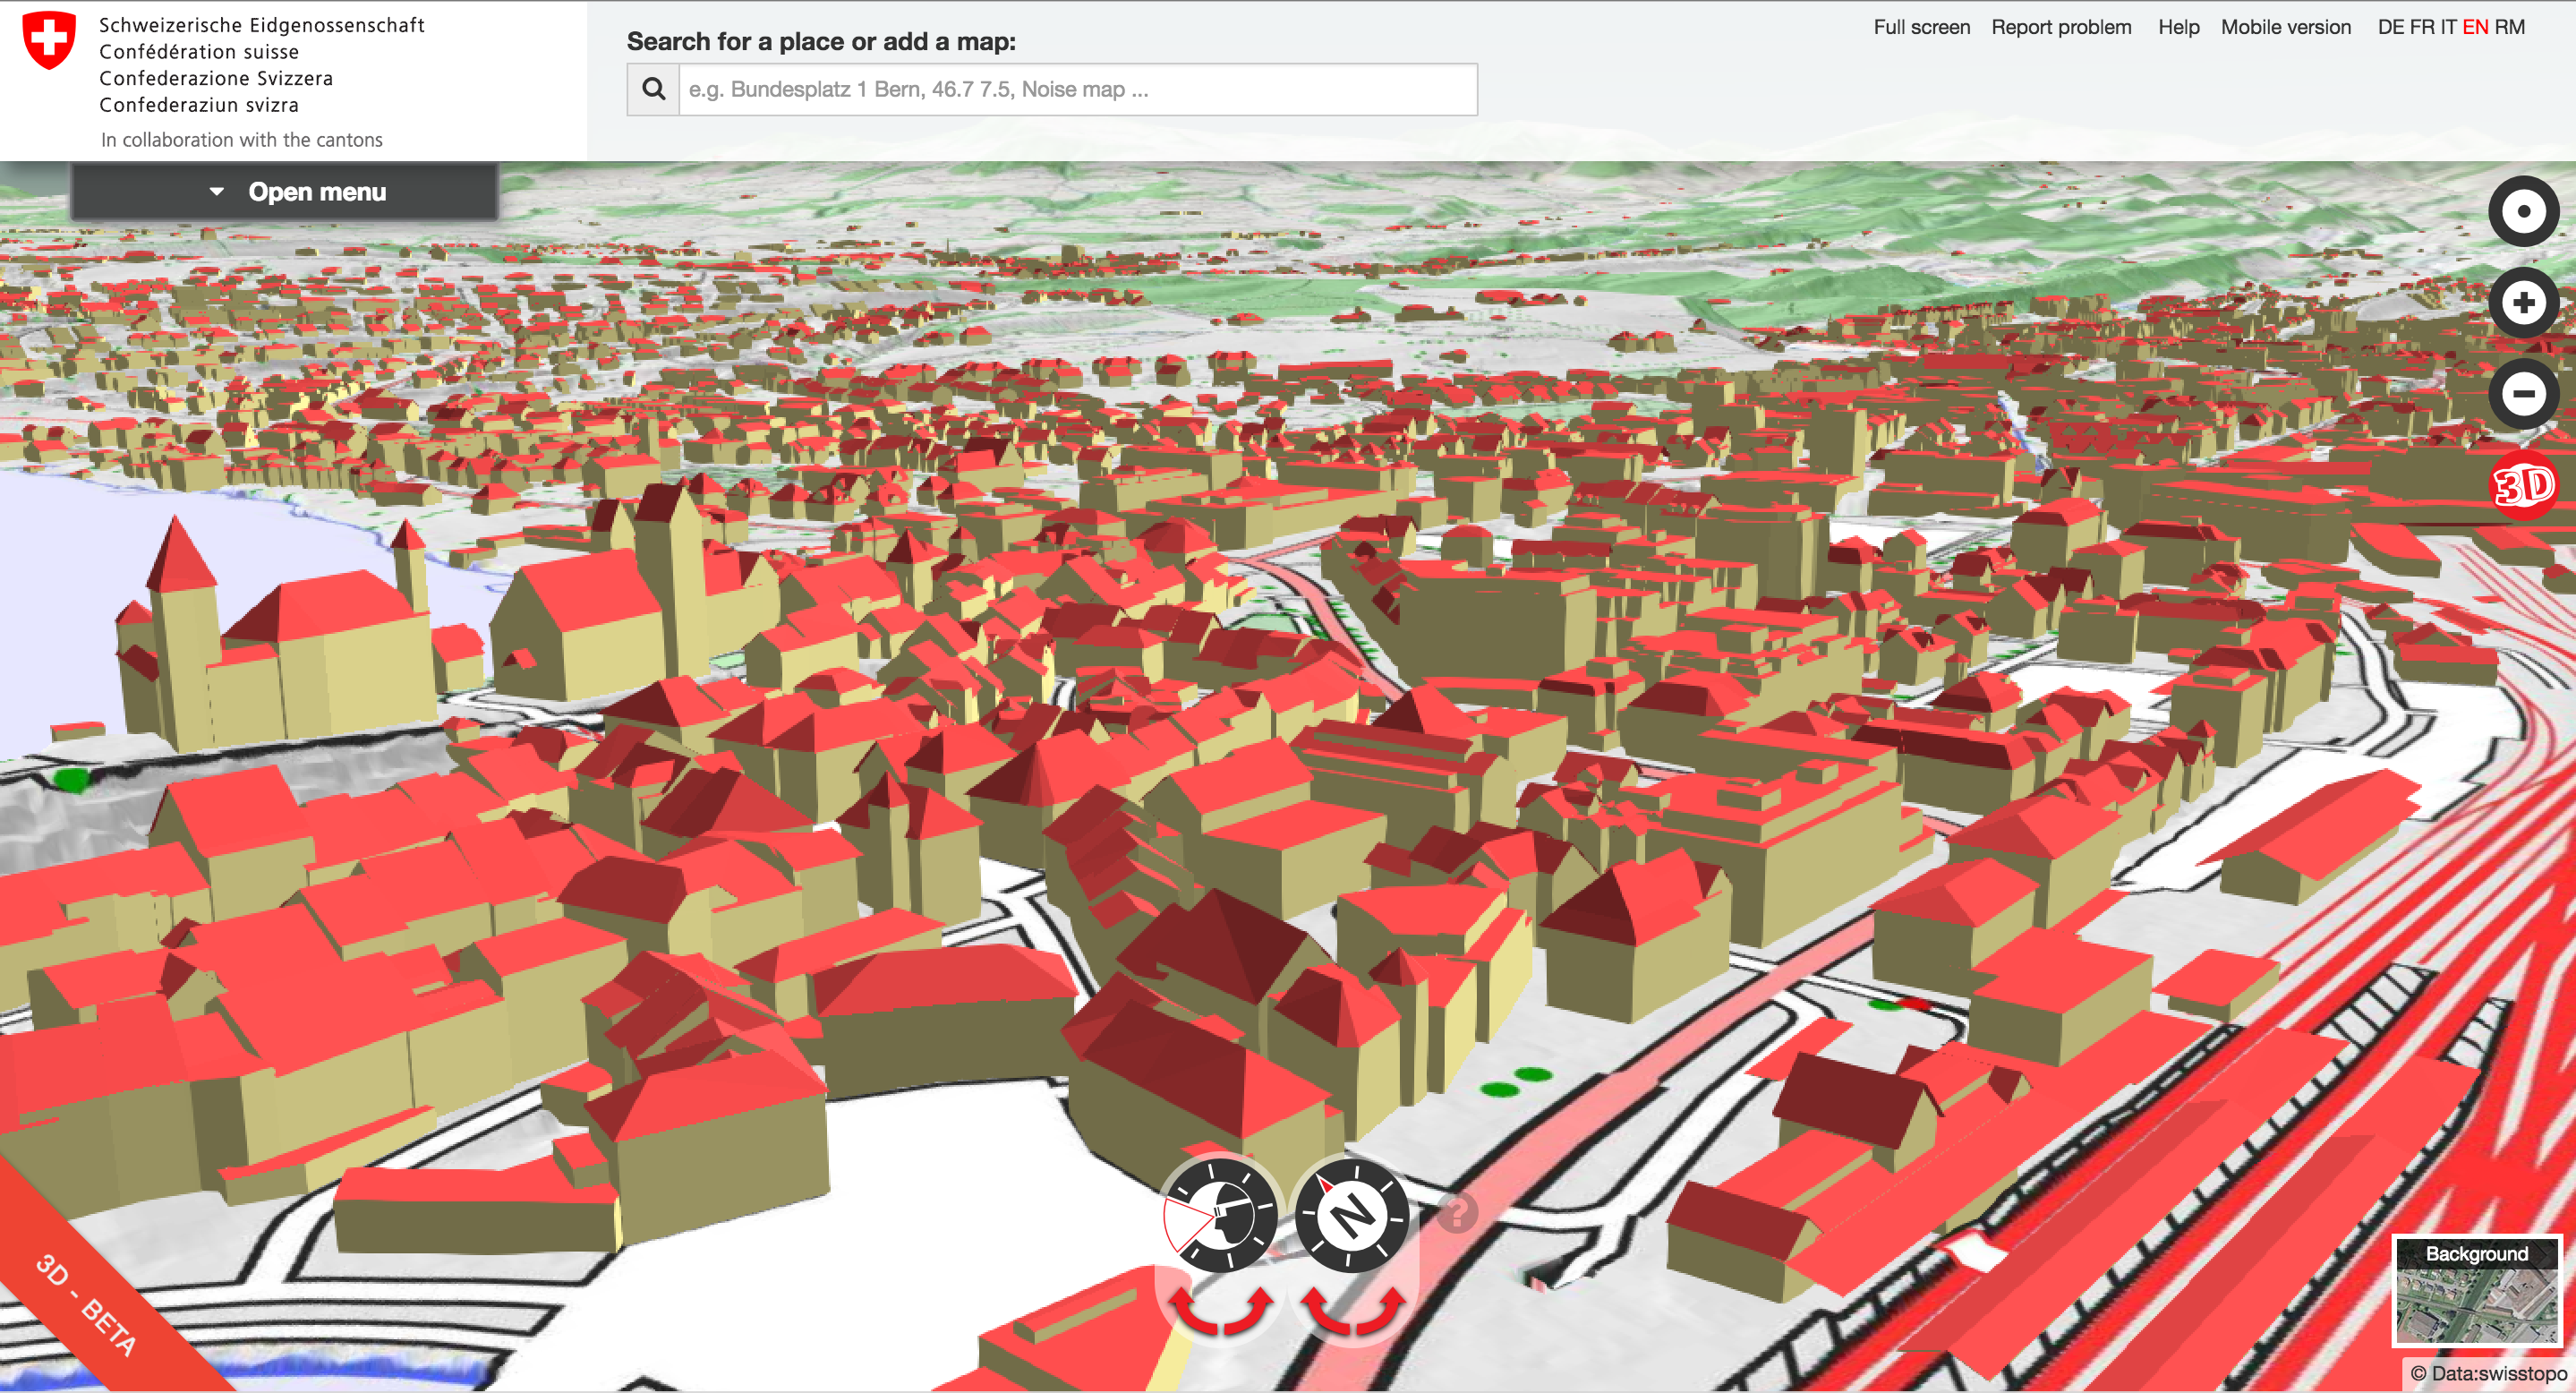 Schweizerische Eidgenossenschaft
Confédération suisse
Confederazione Svizzera
Confederaziun svizra
In collaboration with the cantons
Search for a place or add a map:
e.g. Bundesplatz 1 Bern, 46.7 7.5, Noise map ...
Full screen Report problem Help Mobile version DE FR IT EN RM
Open menu
3D
N
?
Background
3D - BETA
© Data:swisstopo